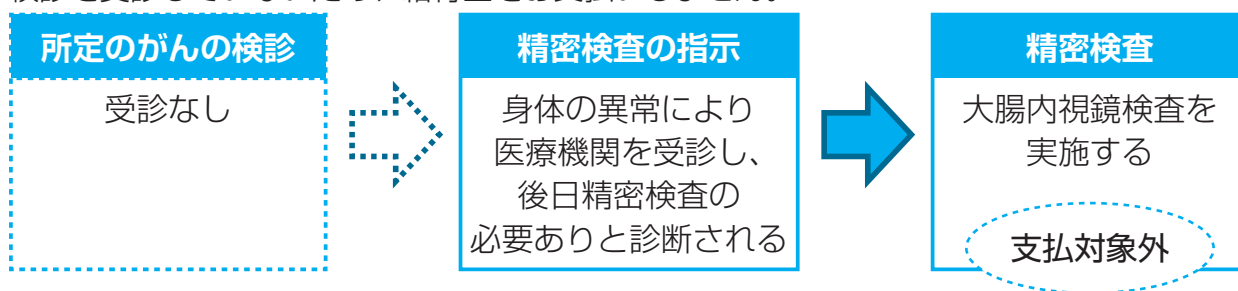 所定のがんの検診
受診なし
精密検査の指示
身体の異常により
医療機関を受診し、
後日精密検査の
必要ありと診断される
精密検査
大腸内視鏡検査を
実施する
支払対象外